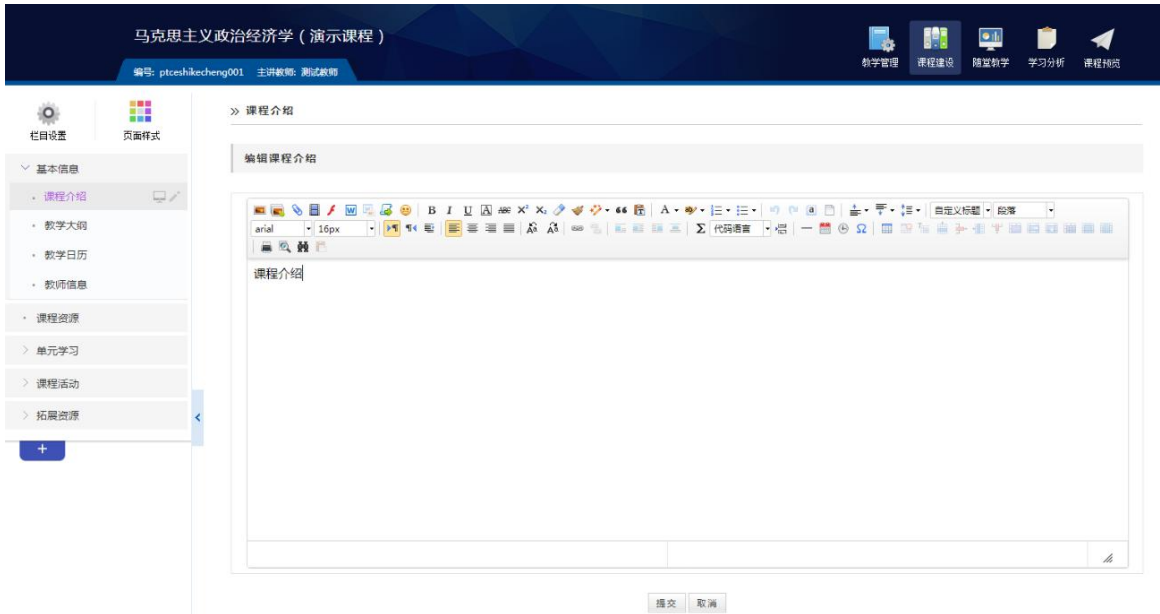 马克思主义政治经济学（演示课程）
教学管理 课程建设 随堂教学 学习分析 课程预览
编号: ptceshikecheng001 主讲教师: 测试教师
栏目设置 页面样式
» 课程介绍
编辑课程介绍
基本信息
课程介绍
教学大纲
教学日历
教师信息
课程资源
单元学习
课程活动
拓展资源
+
B I U A ABC X² X₂ A 自定义标题 段落
arial 16px Σ 代码语言 Ω
课程介绍
提交 取消